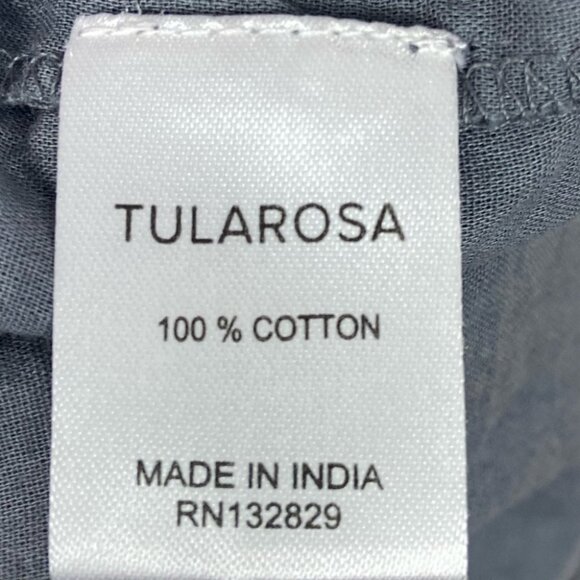 TULAROSA
100 % COTTON
MADE IN INDIA
RN132829